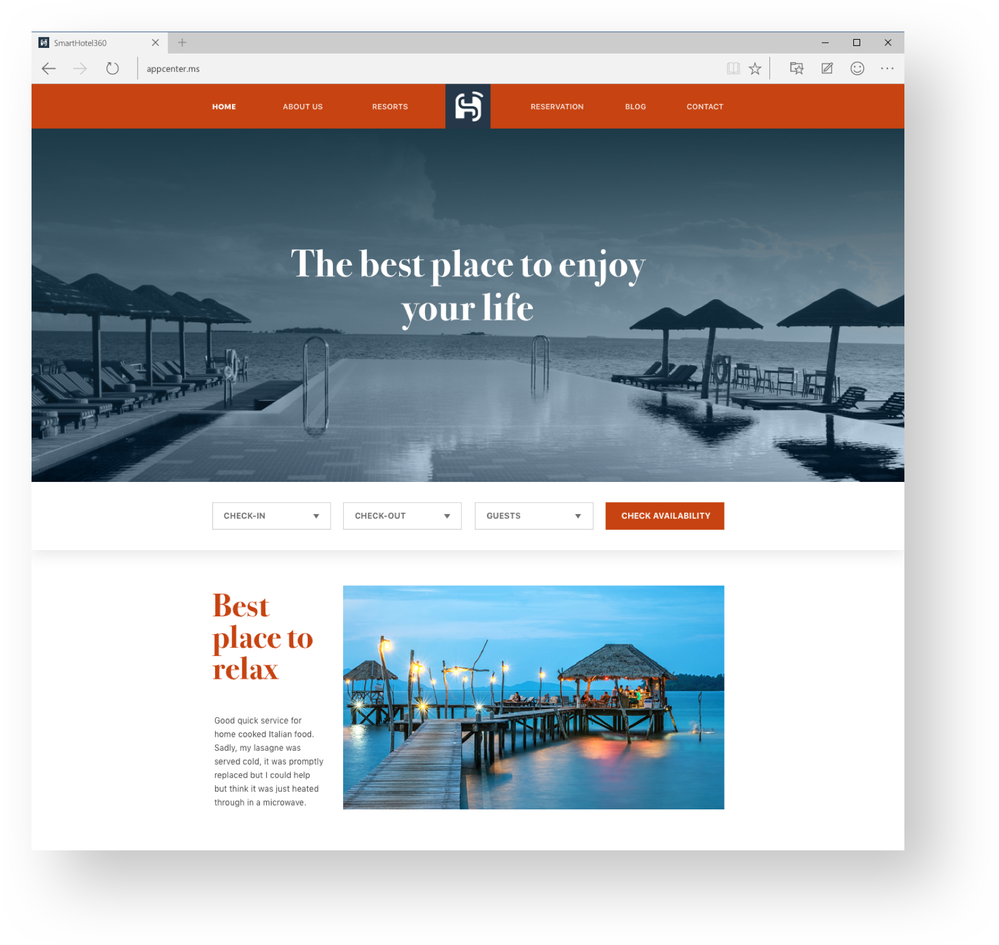 SmartHotel360
appcenter.ms
HOME ABOUT US RESORTS RESERVATION BLOG CONTACT
The best place to enjoy
your life
CHECK-IN CHECK-OUT GUESTS CHECK AVAILABILITY
Best
place to
relax
Good quick service for
home cooked Italian food.
Sadly, my lasagne was
served cold, it was promptly
replaced but I could help
but think it was just heated
through in a microwave.